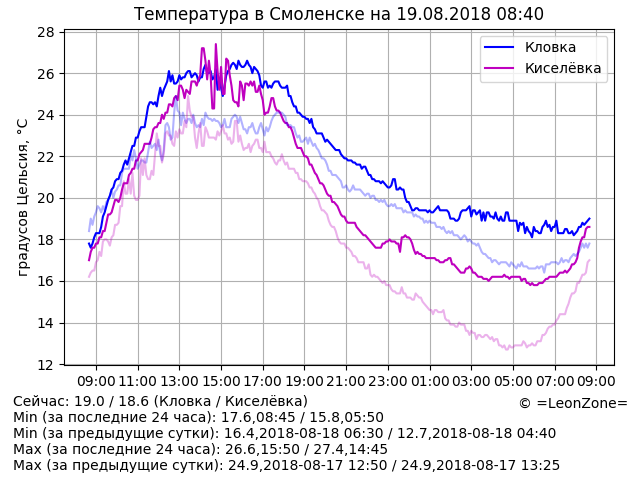 Температура в Смоленске на 19.08.2018 08:40
Кловка
Киселёвка
градусов Цельсия, °C
28
26
24
22
20
18
16
14
12
09:00 11:00 13:00 15:00 17:00 19:00 21:00 23:00 01:00 03:00 05:00 07:00 09:00
Сейчас: 19.0 / 18.6 (Кловка / Киселёвка)
© =LeonZone=
Min (за последние 24 часа): 17.6,08:45 / 15.8,05:50
Min (за предыдущие сутки): 16.4,2018-08-18 06:30 / 12.7,2018-08-18 04:40
Max (за последние 24 часа): 26.6,15:50 / 27.4,14:45
Max (за предыдущие сутки): 24.9,2018-08-17 12:50 / 24.9,2018-08-17 13:25